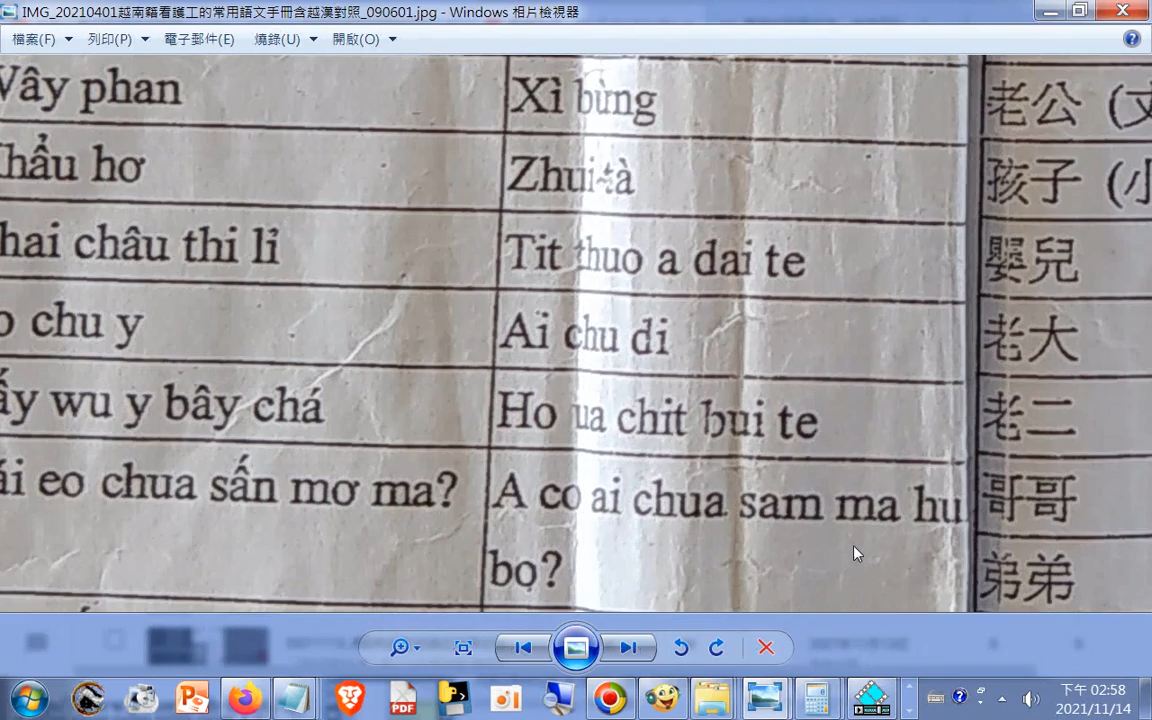 IMG_20210401越南籍看護工的常用語文手冊含越漢對照_090601.jpg - Windows 相片檢視器
檔案(F) 列印(P) 電子郵件(E) 燒錄(U) 開啟(O)
Vây phan Xì bùng 老公 (文
Thẩu hơ Zhui tà 孩子 (小
hai châu thi lỉ Tit thuo a dai te 嬰兒
o chu y Ai chu di 老大
ấy wu y bây chá Ho ua chit bui te 老二
ái eo chua sấn mơ ma? A co ai chua sam ma hu 哥哥
bọ? 弟弟
PDF
下午 02:58
2021/11/14